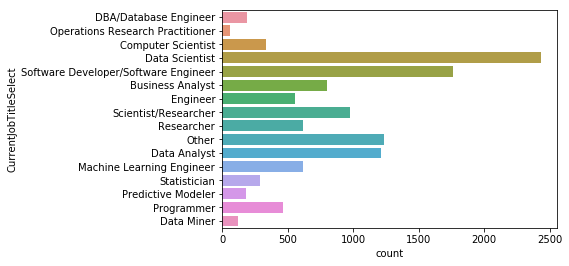 DBA/Database Engineer
Operations Research Practitioner
Computer Scientist
Data Scientist
Software Developer/Software Engineer
Business Analyst
Engineer
Scientist/Researcher
Researcher
Other
Data Analyst
Machine Learning Engineer
Statistician
Predictive Modeler
Programmer
Data Miner
CurrentJobTitleSelect
0 500 1000 1500 2000 2500
count